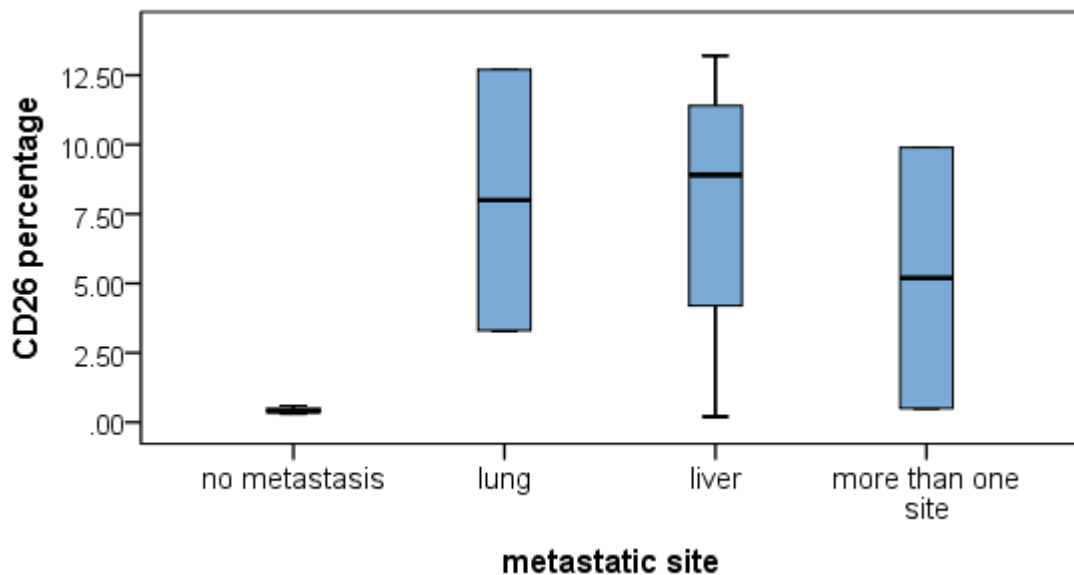 CD26 percentage
12.50
10.00
7.50
5.00
2.50
.00
no metastasis
lung
liver
more than one
site
metastatic site